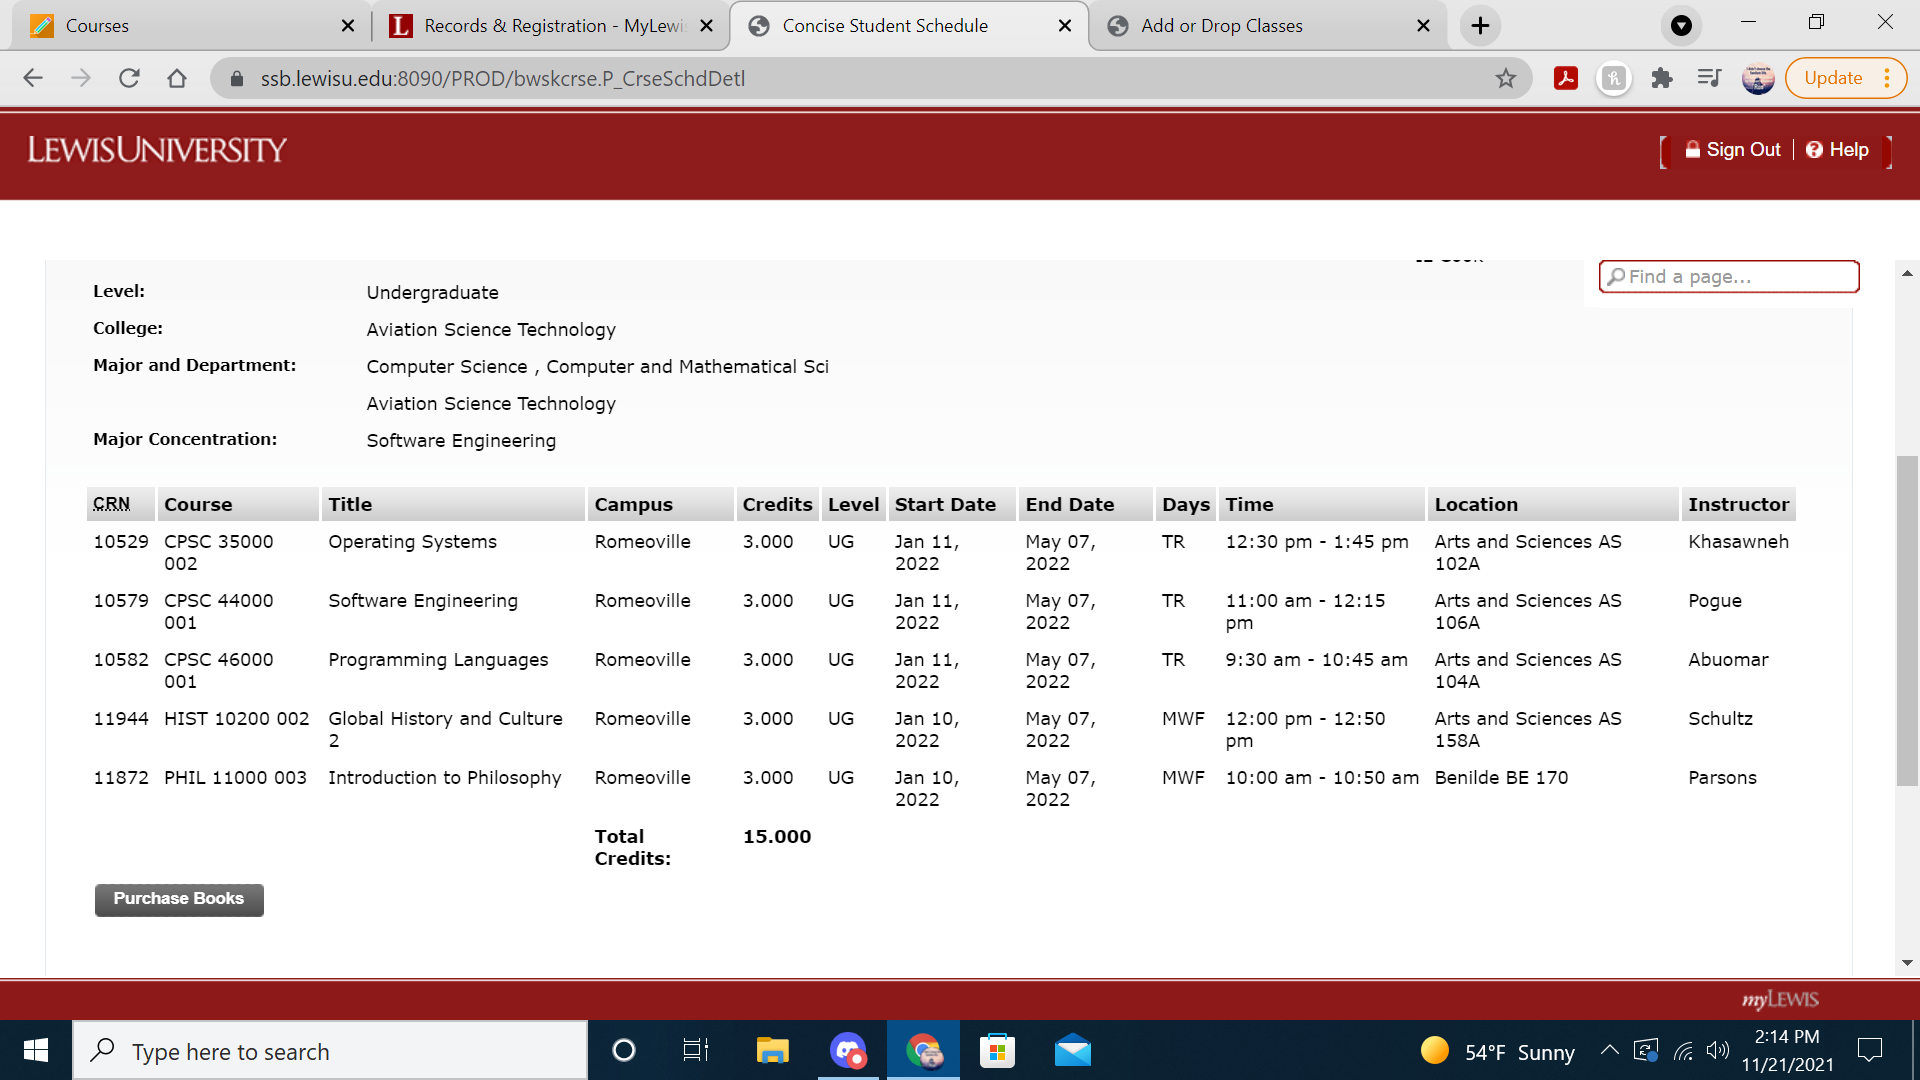 Courses
Records & Registration - MyLewi
Concise Student Schedule
Add or Drop Classes
ssb.lewisu.edu:8090/PROD/bwskcrse.P_CrseSchdDetl
Update
LEWIS UNIVERSITY
Sign Out
Help
Find a page...
Level: Undergraduate
College: Aviation Science Technology
Major and Department: Computer Science , Computer and Mathematical Sci
Aviation Science Technology
Major Concentration: Software Engineering
CRN Course Title Campus Credits Level Start Date End Date Days Time Location Instructor
10529 CPSC 35000 Operating Systems Romeoville 3.000 UG Jan 11, May 07, TR 12:30 pm - 1:45 pm Arts and Sciences AS Khasawneh
002 2022 2022 102A
10579 CPSC 44000 Software Engineering Romeoville 3.000 UG Jan 11, May 07, TR 11:00 am - 12:15 Arts and Sciences AS Pogue
001 2022 2022 pm 106A
10582 CPSC 46000 Programming Languages Romeoville 3.000 UG Jan 11, May 07, TR 9:30 am - 10:45 am Arts and Sciences AS Abuomar
001 2022 2022 104A
11944 HIST 10200 002 Global History and Culture Romeoville 3.000 UG Jan 10, May 07, MWF 12:00 pm - 12:50 Arts and Sciences AS Schultz
2 2022 2022 pm 158A
11872 PHIL 11000 003 Introduction to Philosophy Romeoville 3.000 UG Jan 10, May 07, MWF 10:00 am - 10:50 am Benilde BE 170 Parsons
2022 2022
Total 15.000
Credits:
Purchase Books
myLEWIS
Type here to search
54°F Sunny
2:14 PM
11/21/2021